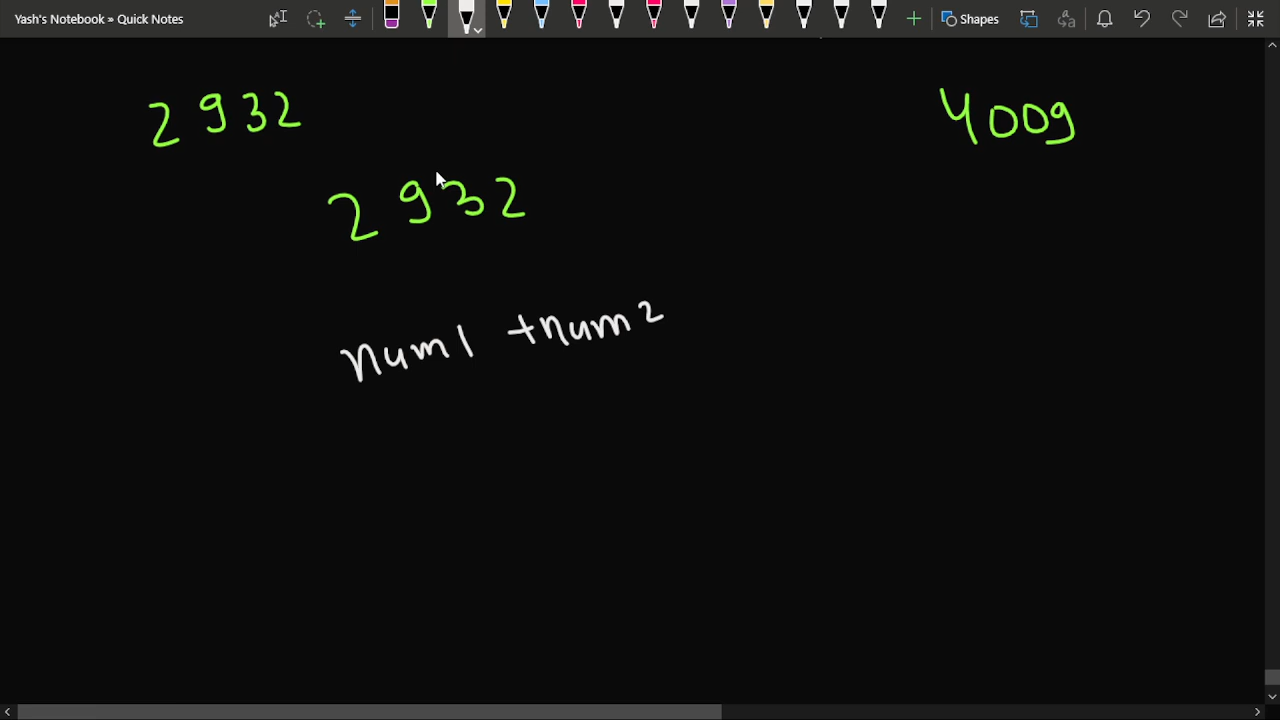 Yash's Notebook » Quick Notes
Shapes
2932 4009
2932
num1 +num2